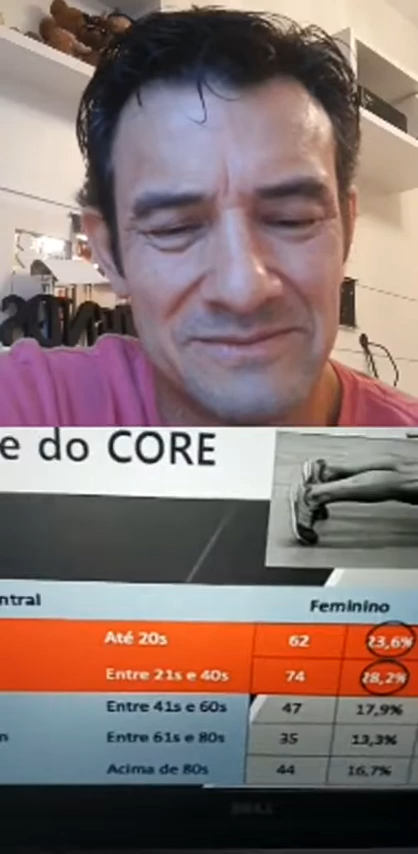 e do CORE
ntral
Feminino
Até 20s 62 23,6%
Entre 21s e 40s 74 28,2%
Entre 41s e 60s 47 17,9%
Entre 61s e 80s 35 13,3%
Acima de 80s 44 16,7%
DELL